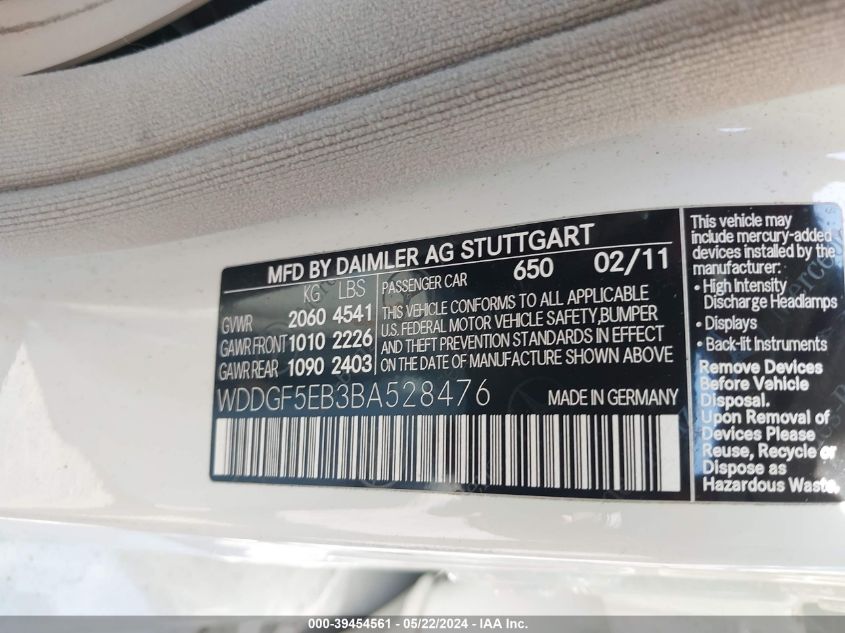 MFD BY DAIMLER AG STUTTGART
KG LBS
GVWR 2060 4541
GAWR FRONT 1010 2226
GAWR REAR 1090 2403
PASSENGER CAR 650 02/11
THIS VEHICLE CONFORMS TO ALL APPLICABLE
U.S. FEDERAL MOTOR VEHICLE SAFETY,BUMPER
AND THEFT PREVENTION STANDARDS IN EFFECT
ON THE DATE OF MANUFACTURE SHOWN ABOVE
WDDGF5EB3BA528476 MADE IN GERMANY
This vehicle may
include mercury-added
devices installed by the
manufacturer:
• High Intensity
Discharge Headlamps
• Displays
• Back-lit Instruments
Remove Devices
Before Vehicle
Disposal.
Upon Removal of
Devices Please
Reuse, Recycle or
Dispose as
Hazardous Waste.
000-39454561 - 05/22/2024 - IAA Inc.